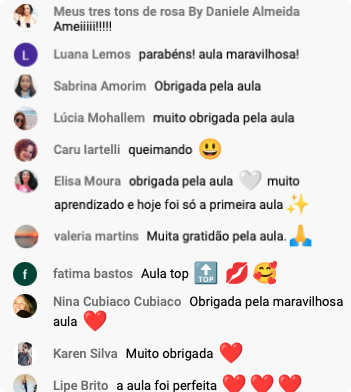 Meus tres tons de rosa By Daniele Almeida
Ameiiiii!!!!!
L Luana Lemos parabéns! aula maravilhosa!
Sabrina Amorim Obrigada pela aula
Lúcia Mohallem muito obrigada pela aula
Caru Iartelli queimando 😃
Elisa Moura obrigada pela aula 🤍 muito
aprendizado e hoje foi só a primeira aula ✨
valeria martins Muita gratidão pela aula. 🙏
f fatima bastos Aula top 🔝 💋 🥰
Nina Cubiaco Cubiaco Obrigada pela maravilhosa
aula ❤️
Karen Silva Muito obrigada ❤️
Lipe Brito a aula foi perfeita ❤️ ❤️ ❤️